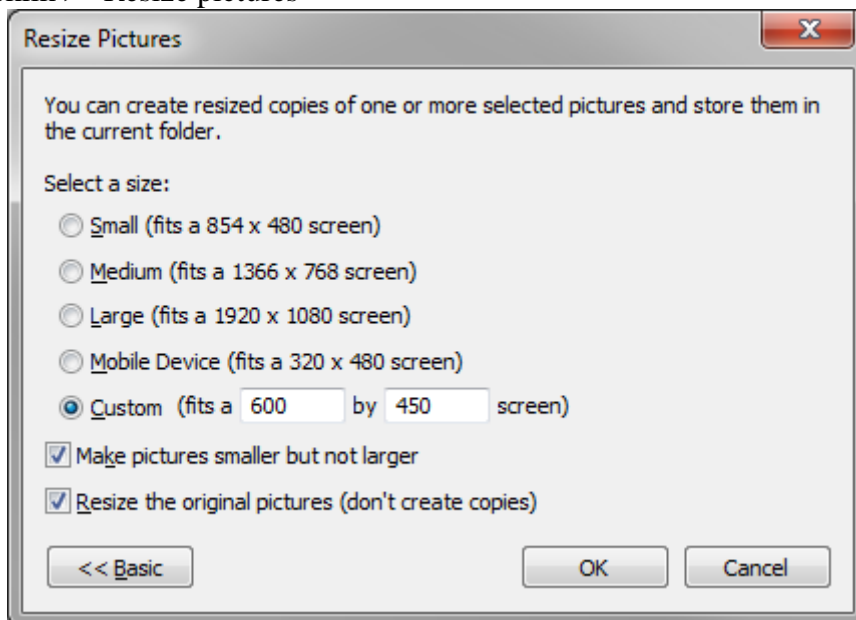 Resize pictures
Resize Pictures
You can create resized copies of one or more selected pictures and store them in
the current folder.
Select a size:
Small (fits a 854 x 480 screen)
Medium (fits a 1366 x 768 screen)
Large (fits a 1920 x 1080 screen)
Mobile Device (fits a 320 x 480 screen)
Custom (fits a 600 by 450 screen)
Make pictures smaller but not larger
Resize the original pictures (don't create copies)
<< Basic OK Cancel